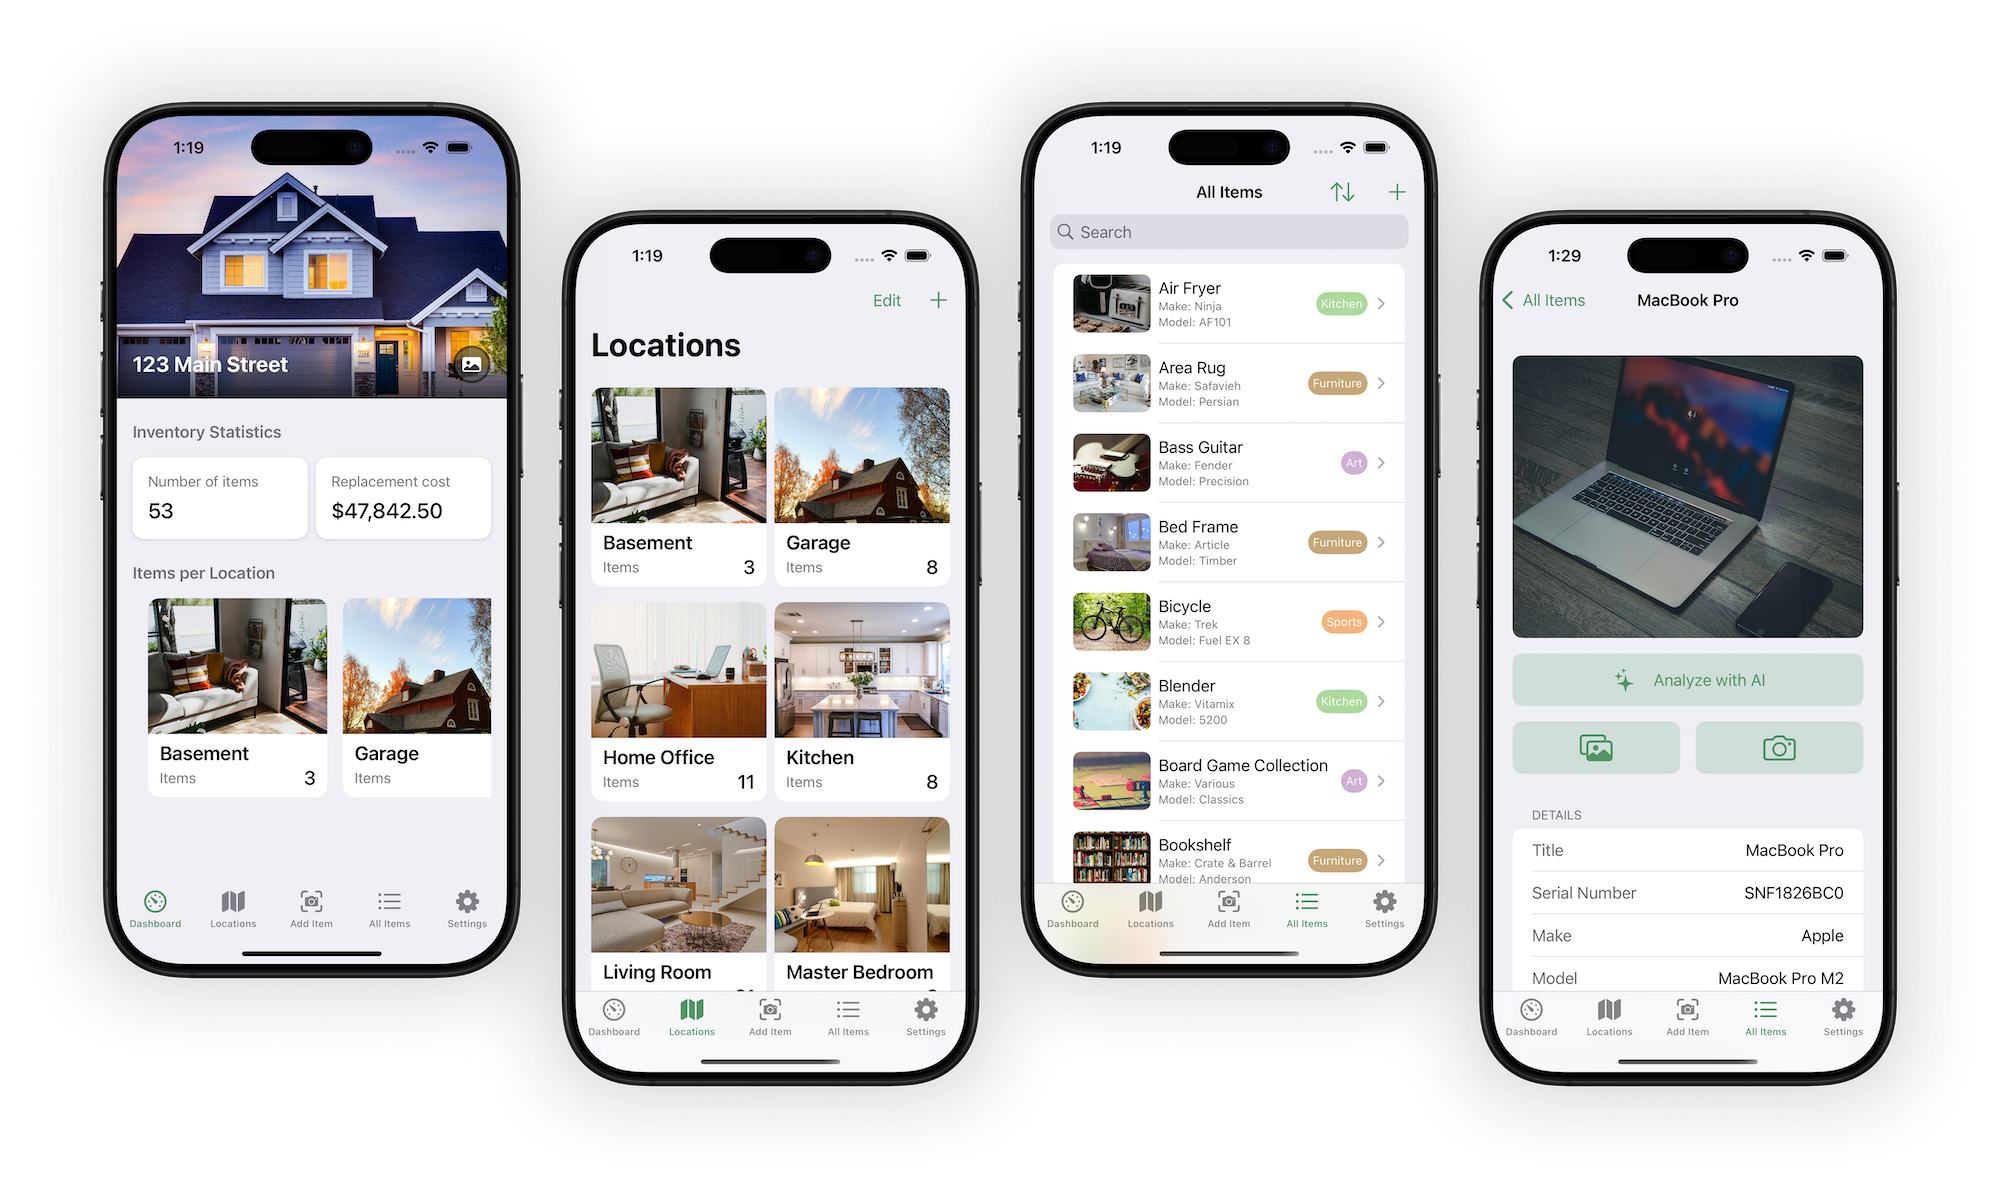 1:19
123 Main Street
Inventory Statistics
Number of items
53
Replacement cost
$47,842.50
Items per Location
Basement
Items 3
Garage
Items
Dashboard Locations Add Item All Items Settings
1:19
Edit
Locations
Basement
Items 3
Garage
Items 8
Home Office
Items 11
Kitchen
Items 8
Living Room
Master Bedroom
Dashboard Locations Add Item All Items Settings
1:19
All Items
Search
Air Fryer
Make: Ninja
Model: AF101
Kitchen
Area Rug
Make: Safavieh
Model: Persian
Furniture
Bass Guitar
Make: Fender
Model: Precision
Art
Bed Frame
Make: Article
Model: Timber
Furniture
Bicycle
Make: Trek
Model: Fuel EX 8
Sports
Blender
Make: Vitamix
Model: 5200
Kitchen
Board Game Collection
Make: Various
Model: Classics
Art
Bookshelf
Make: Crate & Barrel
Model: Anderson
Furniture
Dashboard Locations Add Item All Items Settings
1:29
All Items MacBook Pro
Analyze with AI
DETAILS
Title MacBook Pro
Serial Number SNF1826BC0
Make Apple
Model MacBook Pro M2
Dashboard Locations Add Item All Items Settings